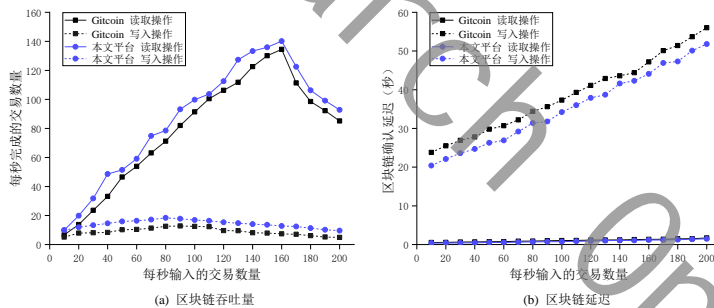 160
140
120
100
80
60
40
20
0
每秒完成的交易数量
Gitcoin 读取操作
Gitcoin 写入操作
本文平台 读取操作
本文平台 写入操作
0 20 40 60 80 100 120 140 160 180 200
每秒输入的交易数量
(a) 区块链吞吐量
60
50
40
30
20
10
0
区块链确认延迟（秒）
Gitcoin 读取操作
Gitcoin 写入操作
本文平台 读取操作
本文平台 写入操作
0 20 40 60 80 100 120 140 160 180 200
每秒输入的交易数量
(b) 区块链延迟